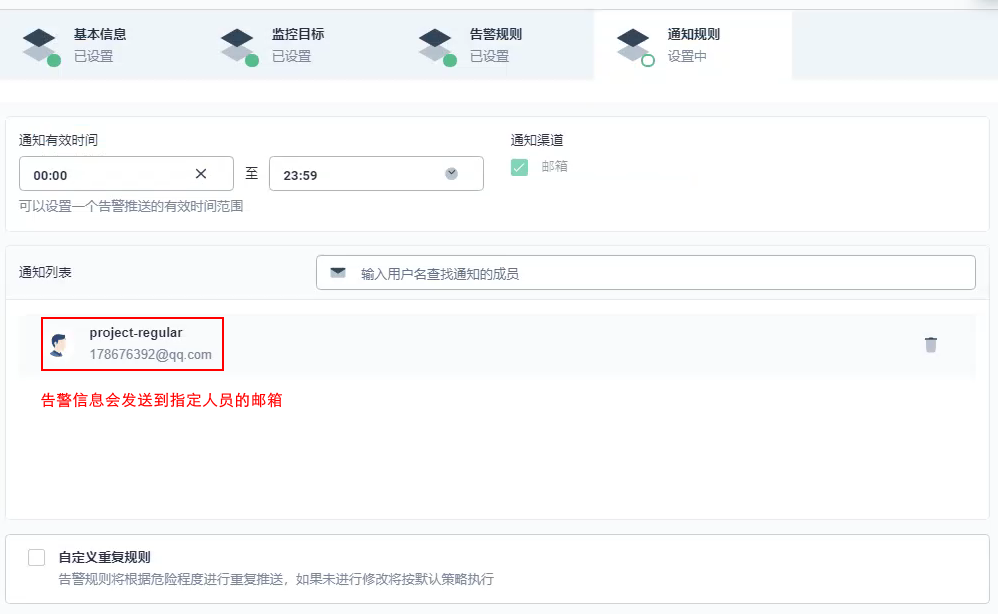 基本信息
已设置
监控目标
已设置
告警规则
已设置
通知规则
设置中
通知有效时间
00:00
至
23:59
可以设置一个告警推送的有效时间范围
通知渠道
邮箱
通知列表
输入用户名查找通知的成员
project-regular
178676392@qq.com
告警信息会发送到指定人员的邮箱
自定义重复规则
告警规则将根据危险程度进行重复推送，如果未进行修改将按默认策略执行